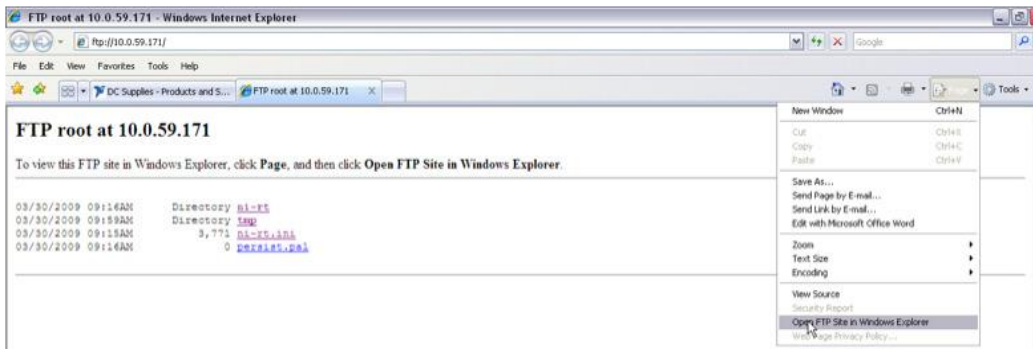 FTP root at 10.0.59.171 - Windows Internet Explorer
ftp://10.0.59.171/
Google
File Edit View Favorites Tools Help
DC Supplies - Products and S...
FTP root at 10.0.59.171 X
Tools
FTP root at 10.0.59.171
To view this FTP site in Windows Explorer, click Page, and then click Open FTP Site in Windows Explorer.
03/30/2009 09:16AM Directory ni-rt
03/30/2009 09:59AM Directory tmp
03/30/2009 09:15AM 3,771 ni-rt.ini
03/30/2009 09:16AM 0 persist.pal
New Window Ctrl+N
Cut Ctrl+X
Copy Ctrl+C
Paste Ctrl+V
Save As...
Send Page by E-mail...
Send Link by E-mail...
Edit with Microsoft Office Word
Zoom
Text Size
Encoding
View Source
Security Report
Open FTP Site in Windows Explorer
Web Page Privacy Policy...